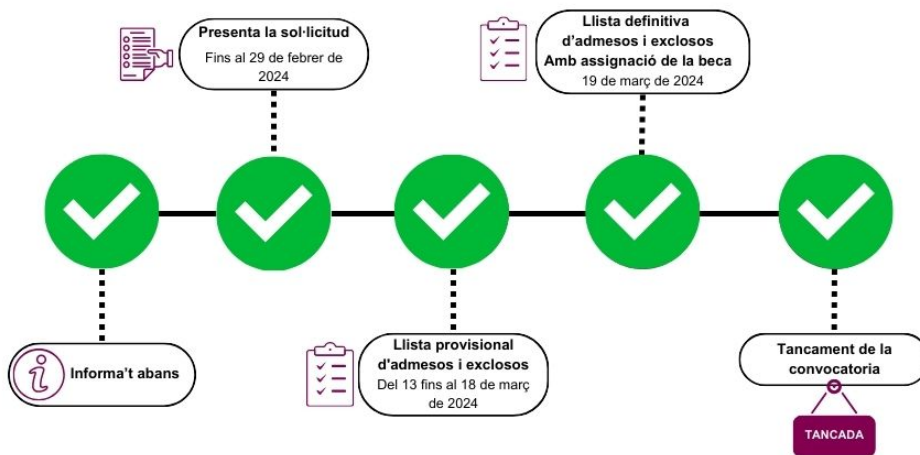 Presenta la sol·licitud
Fins al 29 de febrer de
2024
Llista definitiva
d'admesos i exclosos
Amb assignació de la beca
19 de març de 2024
Informa't abans
Llista provisional
d'admesos i exclosos
Del 13 fins al 18 de març
de 2024
Tancament de la
convocatoria
TANCADA